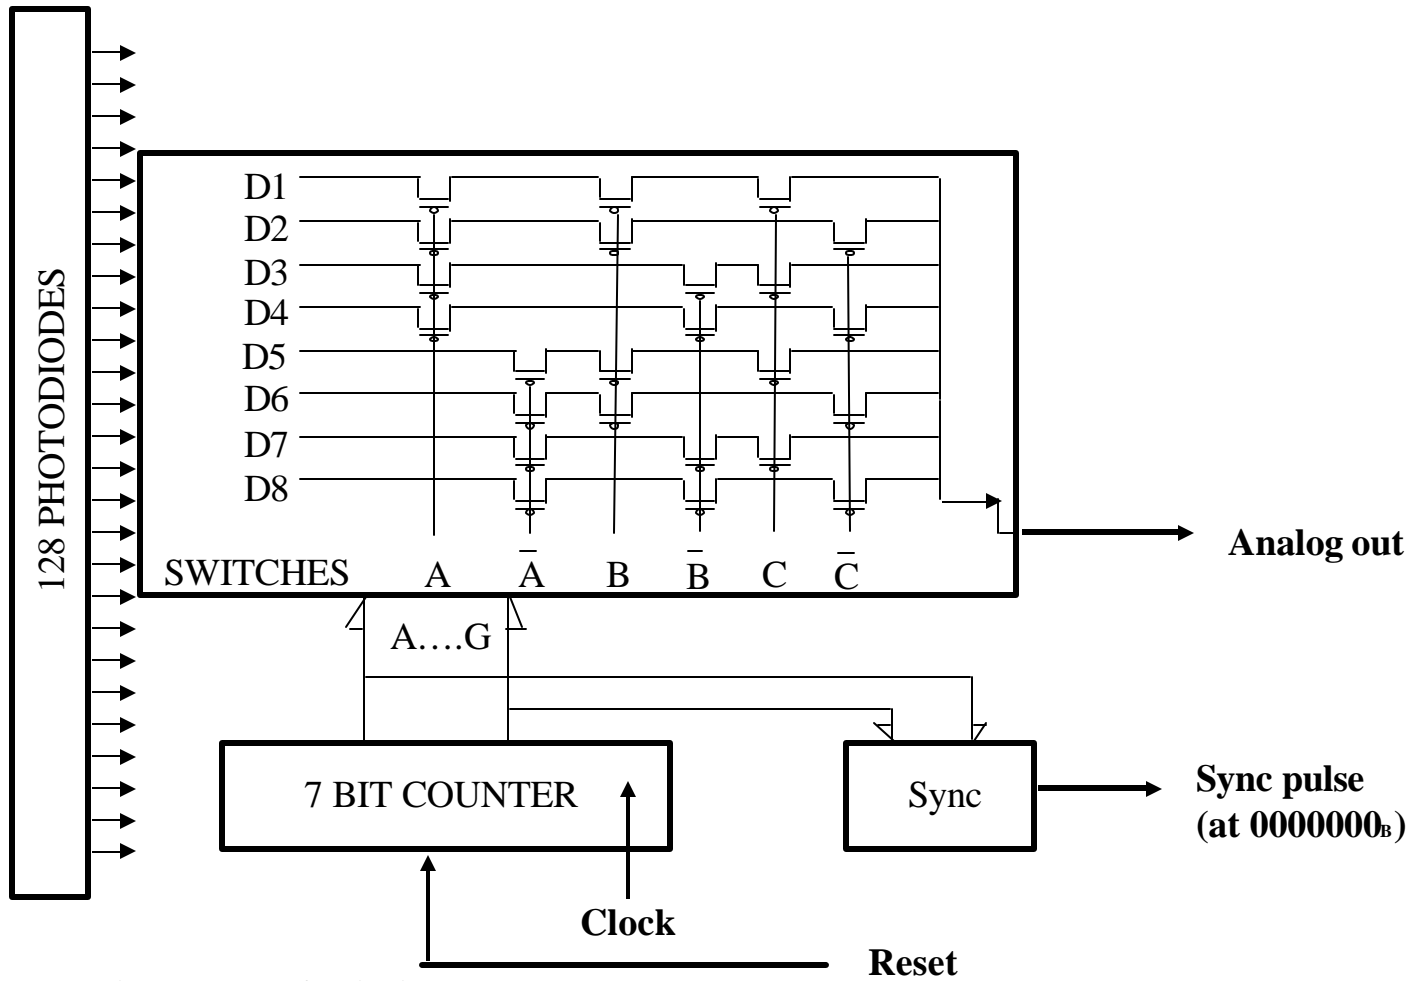 128 PHOTODIODES
D1
D2
D3
D4
D5
D6
D7
D8
SWITCHES A A̅ B B̅ C C̅
Analog out
A....G
7 BIT COUNTER
Sync
Sync pulse
(at 0000000B)
Clock
Reset